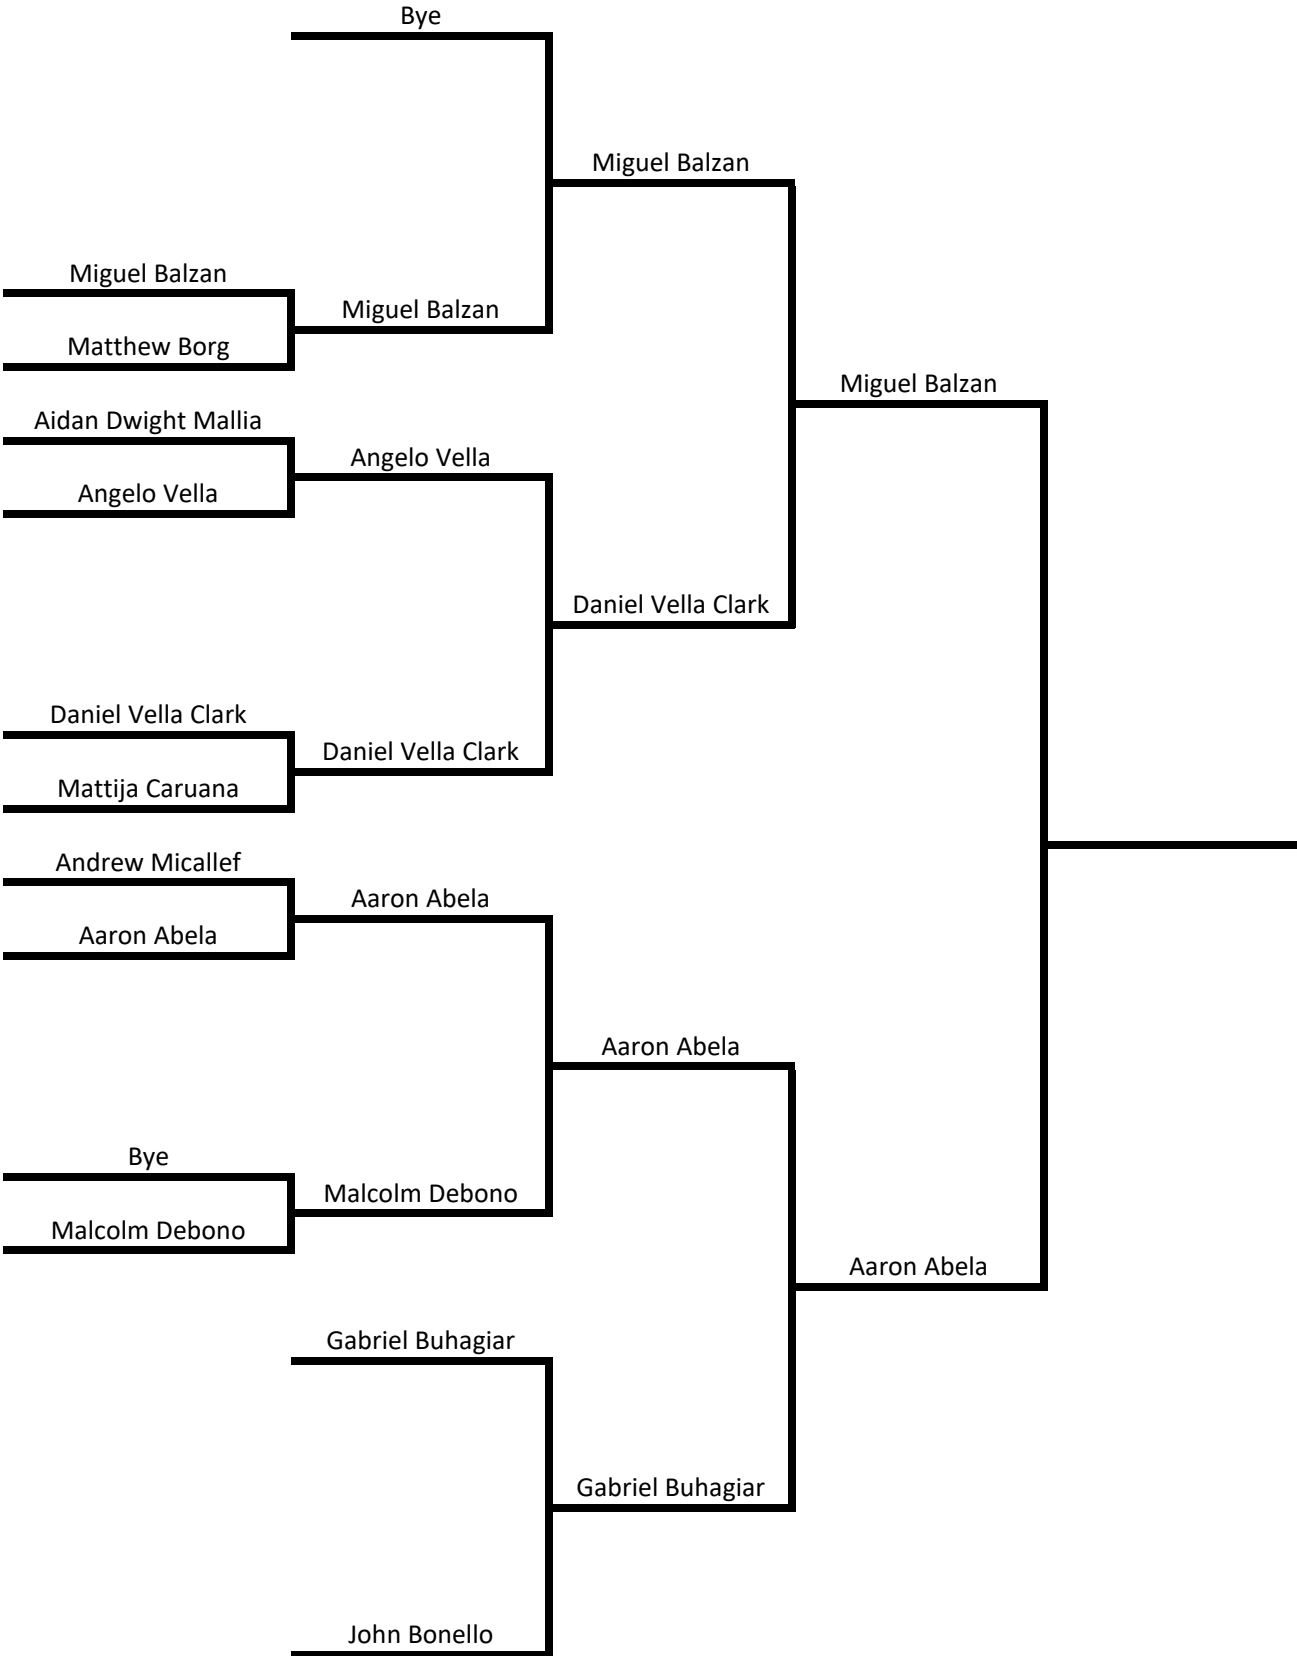 Bye
Miguel Balzan
Miguel Balzan
Miguel Balzan
Matthew Borg
Miguel Balzan
Aidan Dwight Mallia
Angelo Vella
Angelo Vella
Daniel Vella Clark
Daniel Vella Clark
Daniel Vella Clark
Mattija Caruana
Andrew Micallef
Aaron Abela
Aaron Abela
Aaron Abela
Bye
Malcolm Debono
Malcolm Debono
Aaron Abela
Gabriel Buhagiar
Gabriel Buhagiar
John Bonello